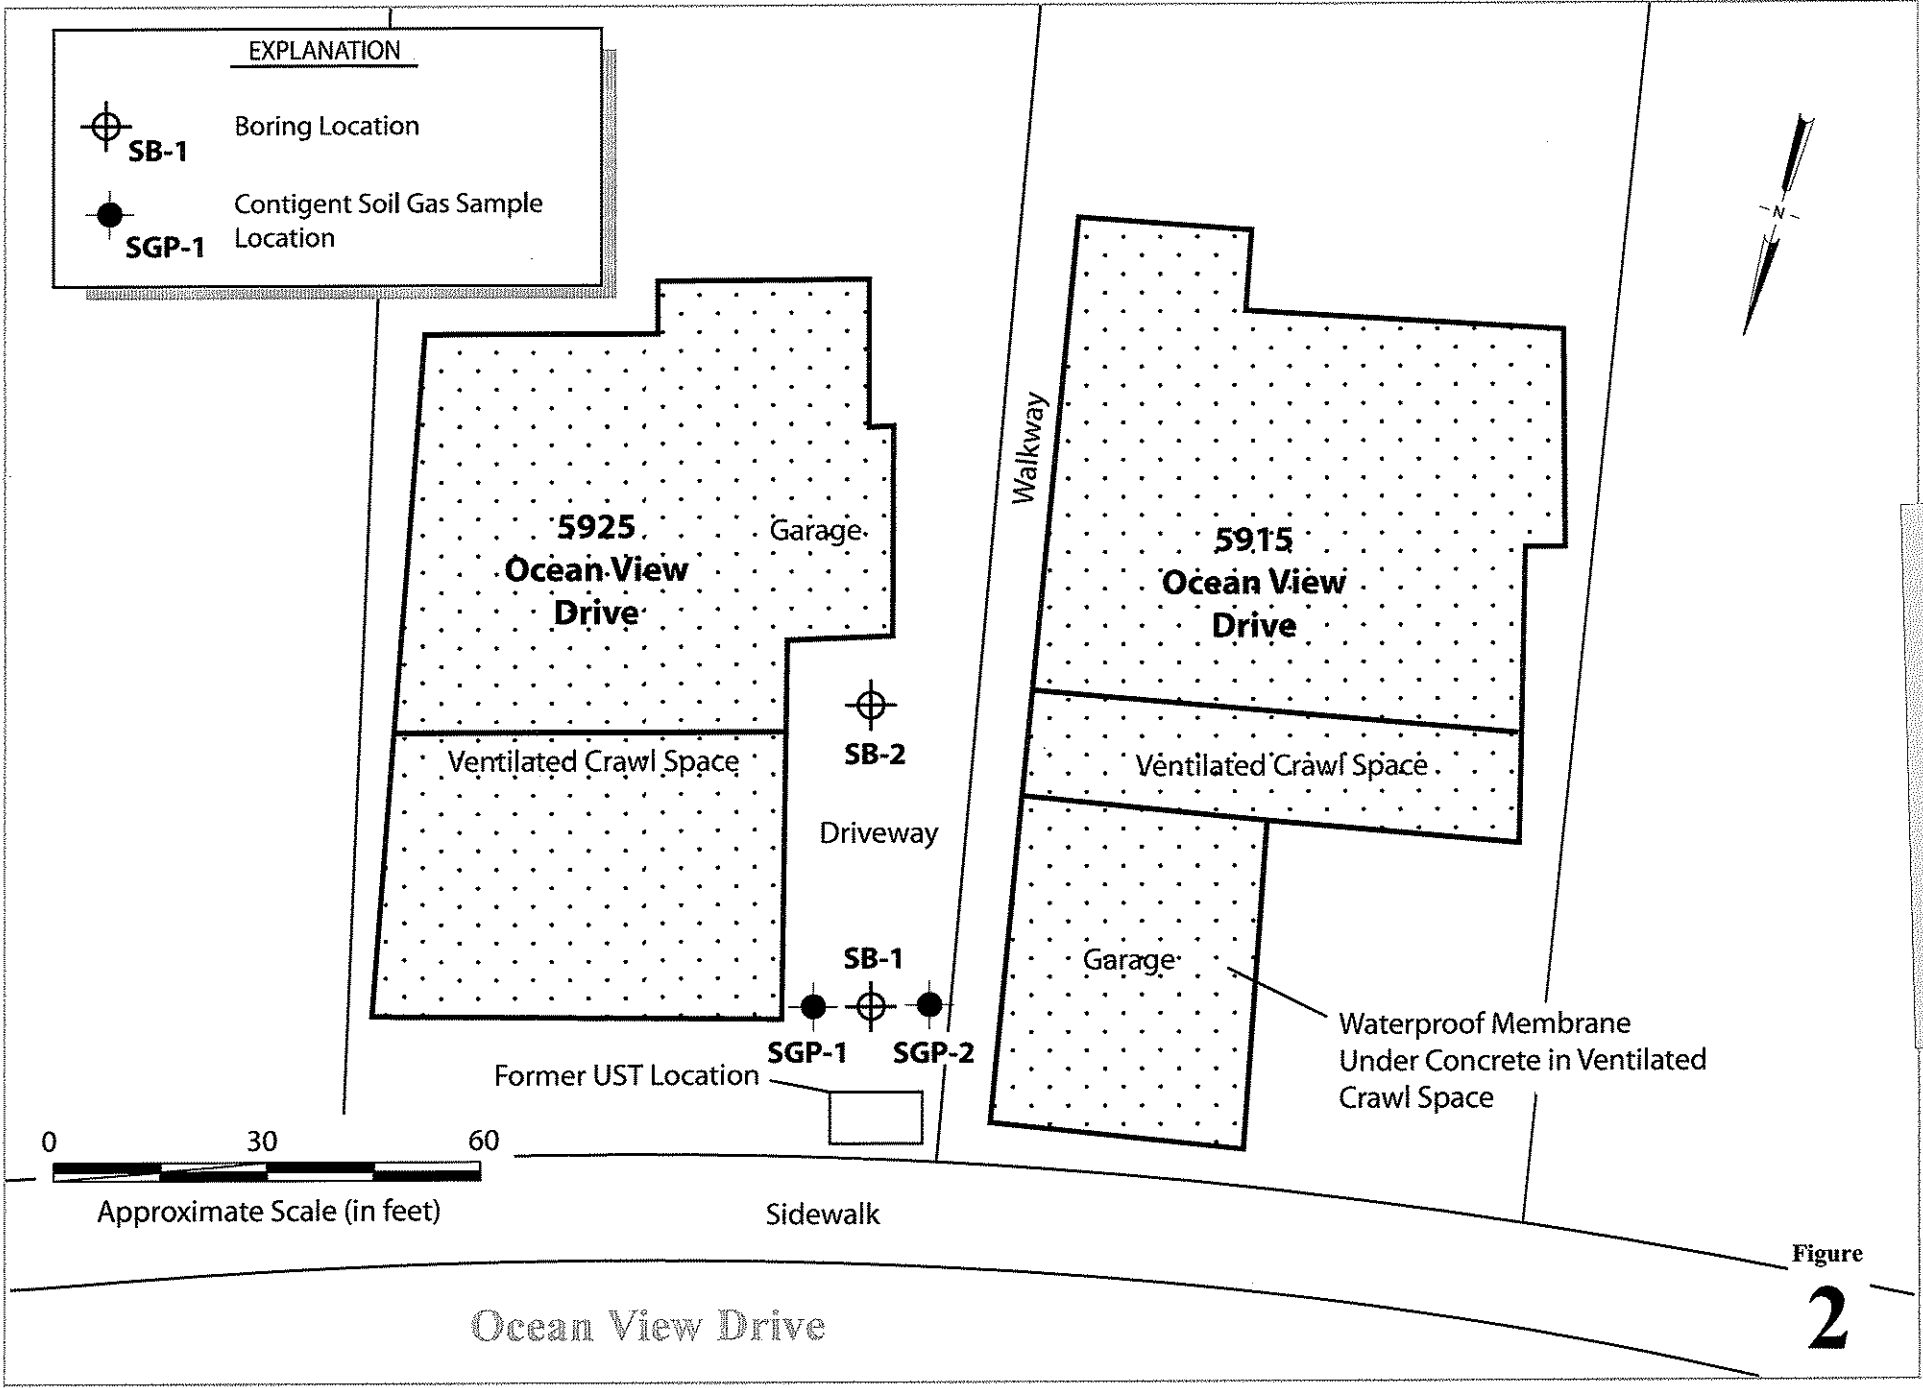 EXPLANATION
SB-1
Boring Location
SGP-1
Contigent Soil Gas Sample
Location
N
Walkway
5925
Ocean View
Drive
Garage
5915
Ocean View
Drive
SB-2
Ventilated Crawl Space
Ventilated Crawl Space
Driveway
SB-1
Garage
SGP-1
SGP-2
Waterproof Membrane
Under Concrete in Ventilated
Crawl Space
Former UST Location
0 30 60
Approximate Scale (in feet)
Sidewalk
Ocean View Drive
Figure
2